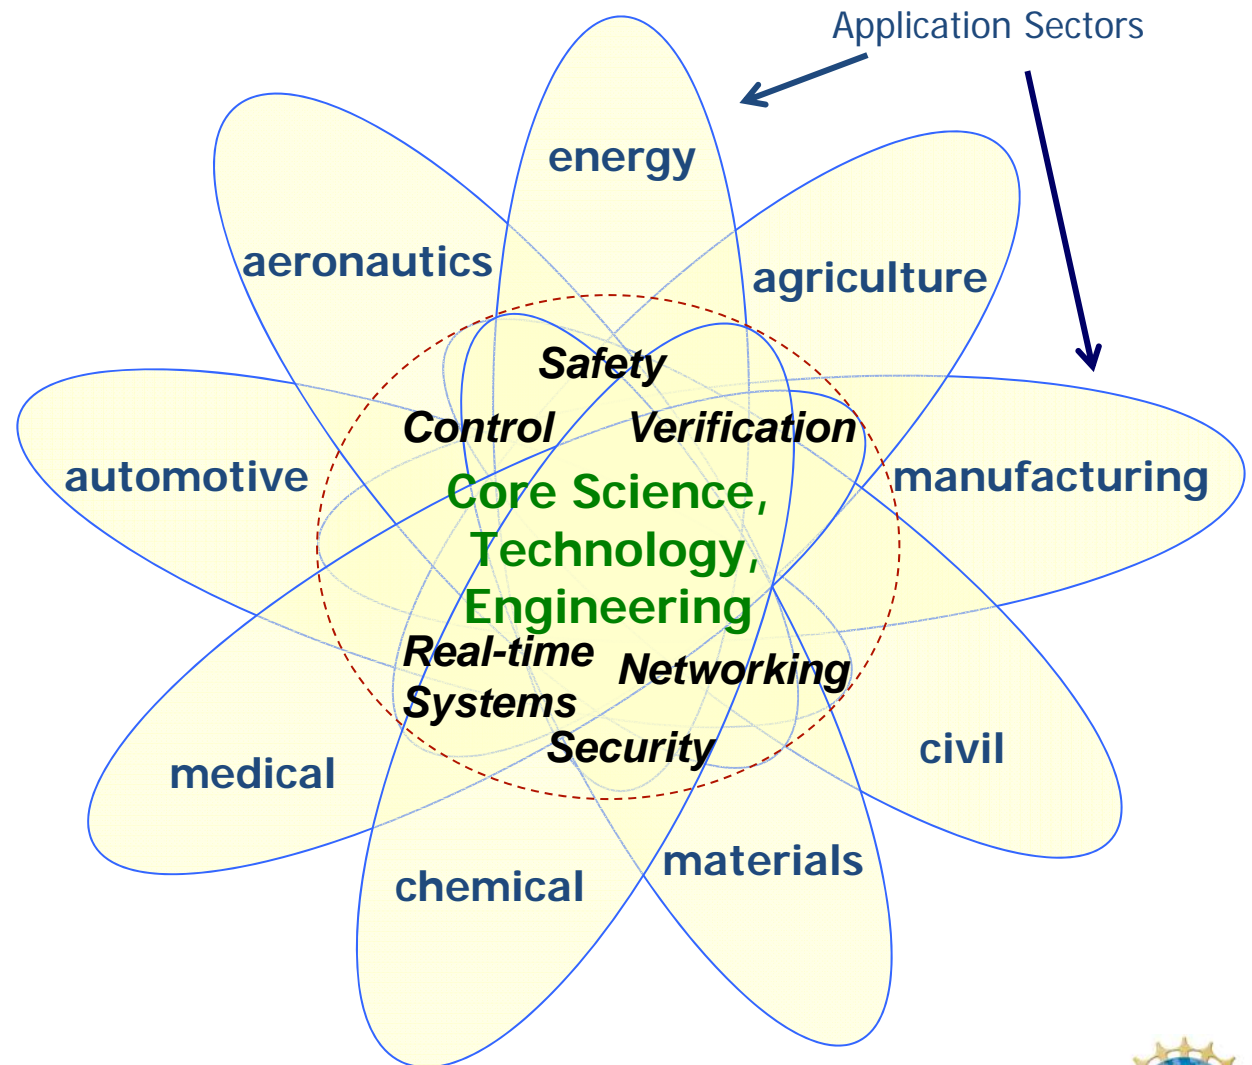 Application Sectors
energy
aeronautics
agriculture
Safety
Control
Verification
automotive
Core Science,
manufacturing
Technology,
Engineering
Real-time
Networking
Systems
Security
civil
medical
materials
chemical